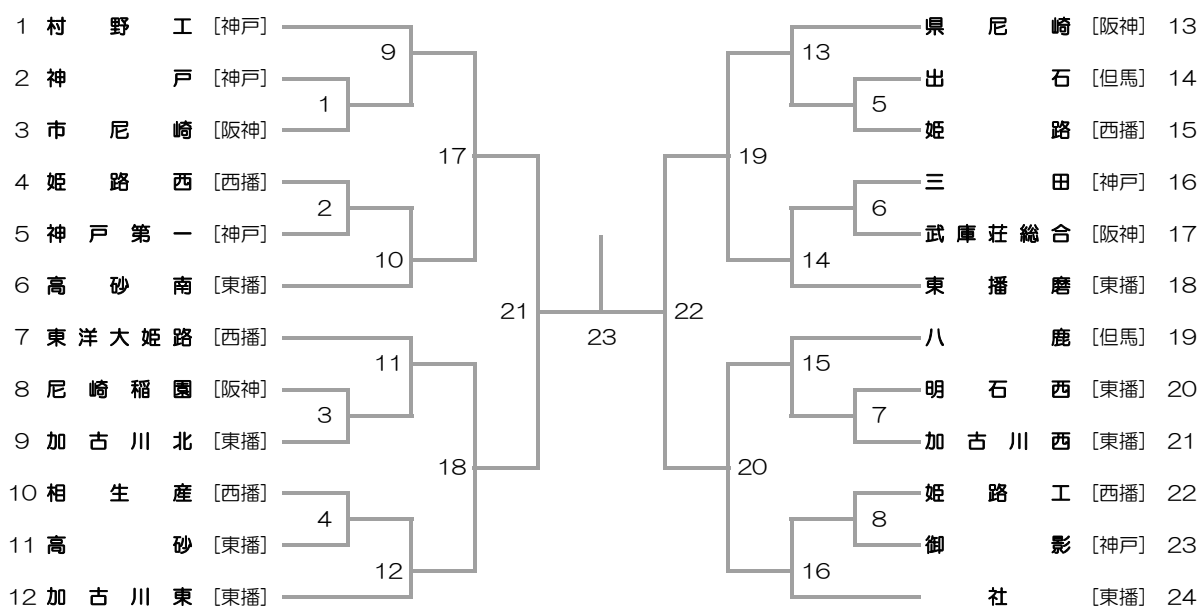 1 村野工 [神戸]
2 神戸 [神戸]
3 市尼崎 [阪神]
4 姫路西 [西播]
5 神戸第一 [神戸]
6 高砂南 [東播]
7 東洋大姫路 [西播]
8 尼崎稲園 [阪神]
9 加古川北 [東播]
10 相生産 [西播]
11 高砂 [東播]
12 加古川東 [東播]
9
1
17
2
10
21
11
3
18
4
12
23
13
5
19
6
14
22
15
7
20
8
16
県尼崎 [阪神] 13
出石 [但馬] 14
姫路 [西播] 15
三田 [神戸] 16
武庫荘総合 [阪神] 17
東播磨 [東播] 18
八鹿 [但馬] 19
明石西 [東播] 20
加古川西 [東播] 21
姫路工 [西播] 22
御影 [神戸] 23
社 [東播] 24